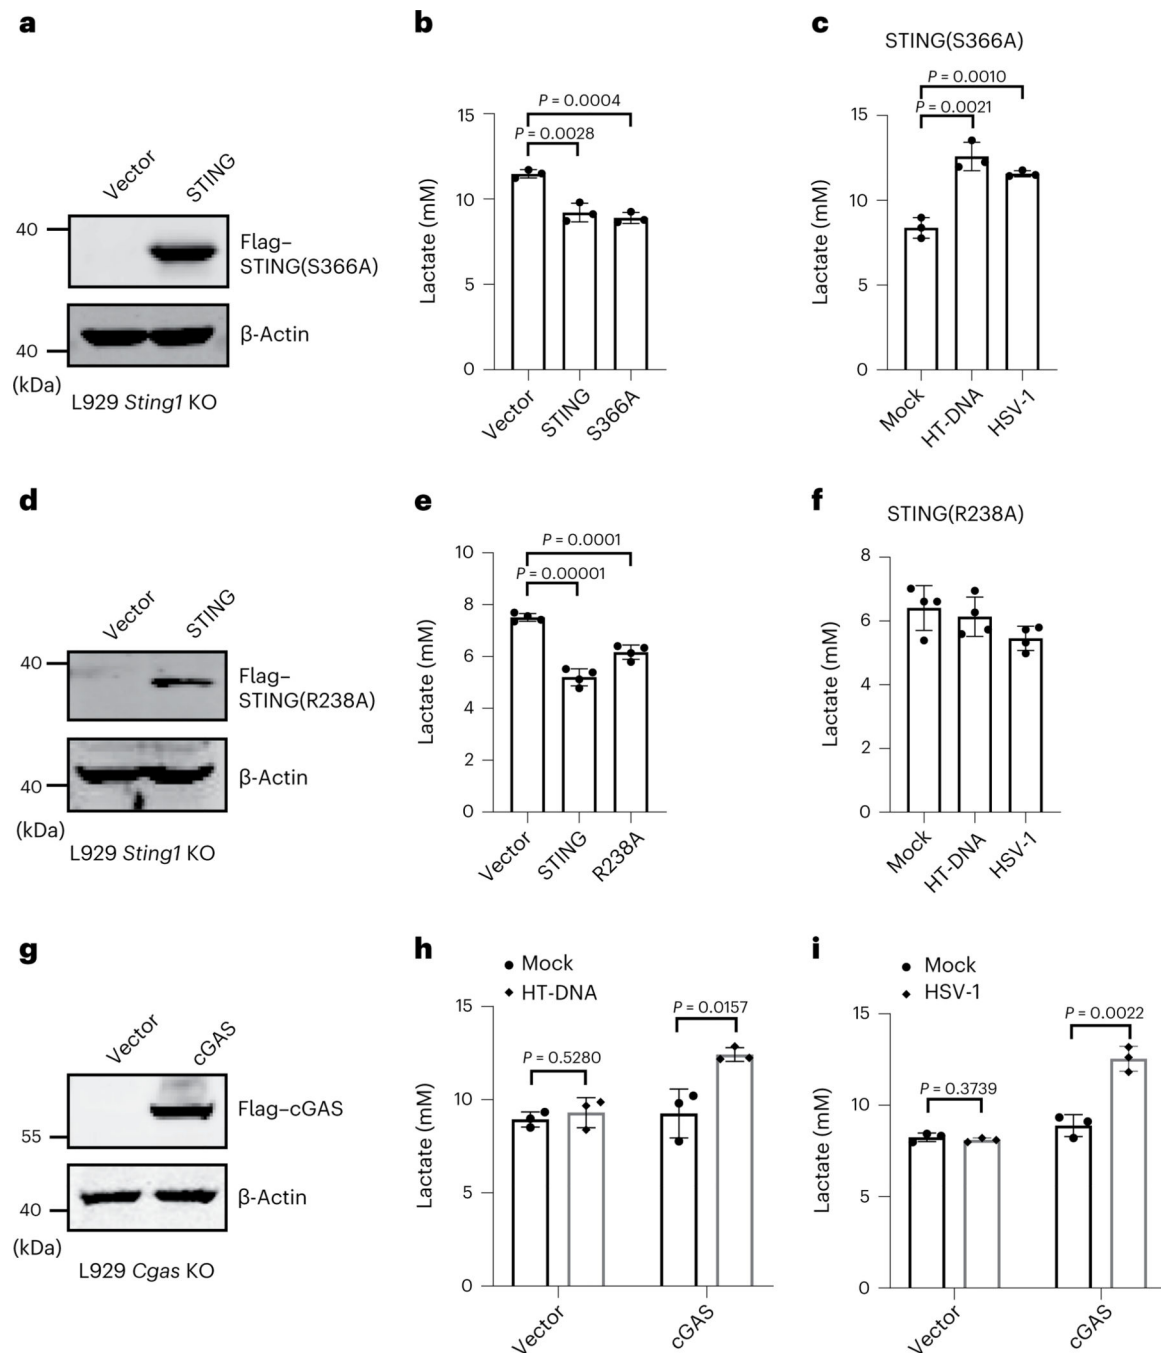 a
Vector
STING
40
Flag–
STING(S366A)
β-Actin
40
(kDa)
L929 Sting1 KO
b
P = 0.0004
P = 0.0028
15
10
5
0
Lactate (mM)
Vector
STING
S366A
c
STING(S366A)
P = 0.0010
P = 0.0021
15
10
5
0
Lactate (mM)
Mock
HT-DNA
HSV-1
d
Vector
STING
40
Flag–
STING(R238A)
β-Actin
40
(kDa)
L929 Sting1 KO
e
P = 0.0001
P = 0.00001
10
8
6
4
2
0
Lactate (mM)
Vector
STING
R238A
f
STING(R238A)
8
6
4
2
0
Lactate (mM)
Mock
HT-DNA
HSV-1
g
Vector
cGAS
Flag–cGAS
55
β-Actin
40
(kDa)
L929 Cgas KO
h
Mock
HT-DNA
P = 0.0157
P = 0.5280
15
10
5
0
Lactate (mM)
Vector
cGAS
i
Mock
HSV-1
P = 0.0022
P = 0.3739
15
10
5
0
Lactate (mM)
Vector
cGAS